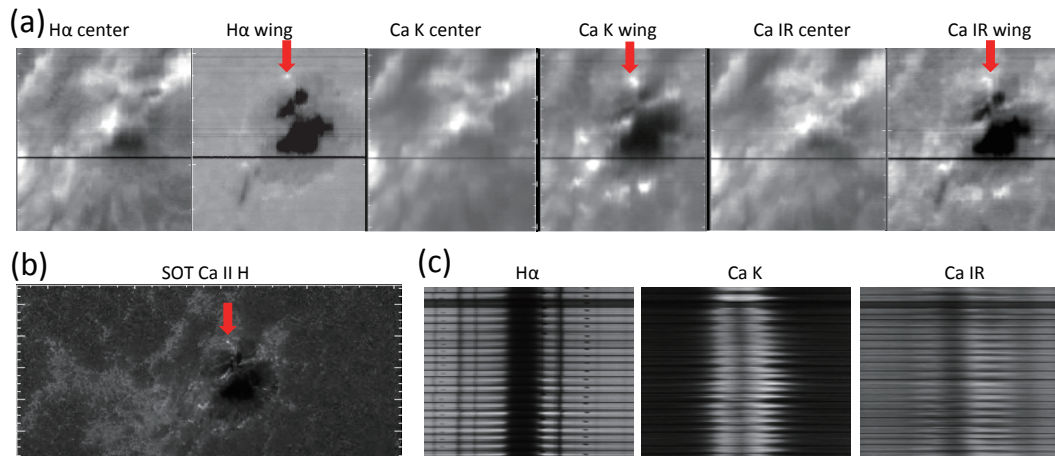 (a)
Hα center
Hα wing
Ca K center
Ca K wing
Ca IR center
Ca IR wing
(b)
SOT Ca II H
(c)
Hα
Ca K
Ca IR